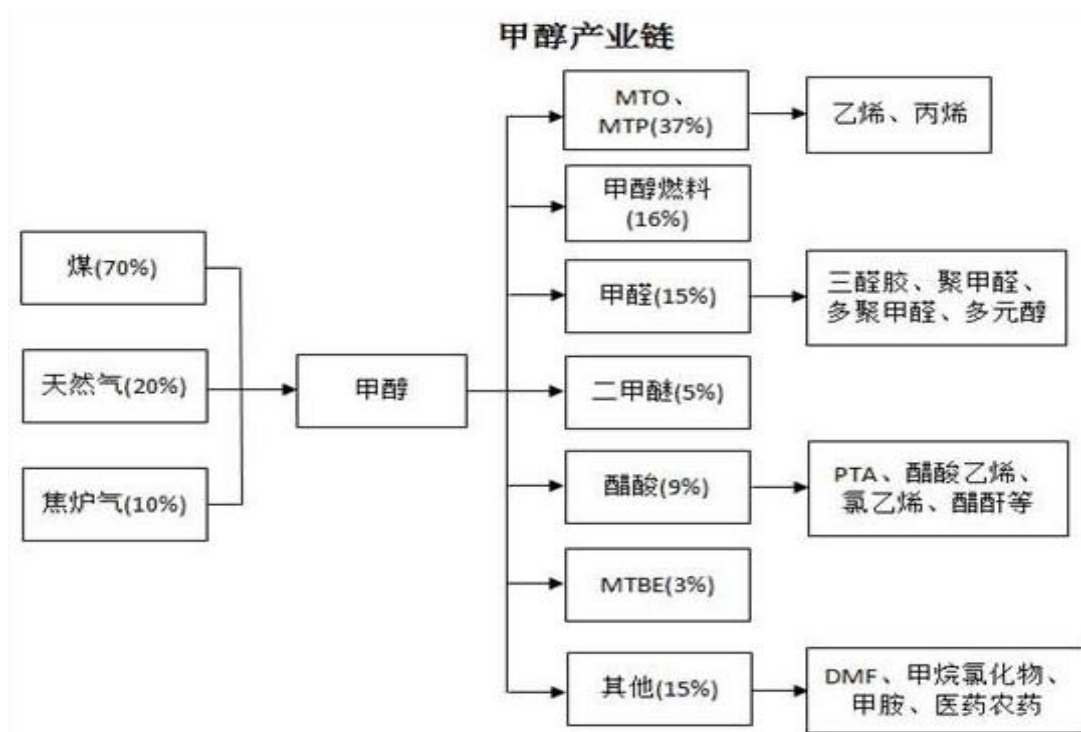 甲醇产业链
煤(70%)
天然气(20%)
焦炉气(10%)
甲醇
MTO、
MTP(37%)
甲醇燃料
(16%)
甲醛(15%)
二甲醚(5%)
醋酸(9%)
MTBE(3%)
其他(15%)
乙烯、丙烯
三醛胶、聚甲醛、
多聚甲醛、多元醇
PTA、醋酸乙烯、
氯乙烯、醋酐等
DMF、甲烷氯化物、
甲胺、医药农药